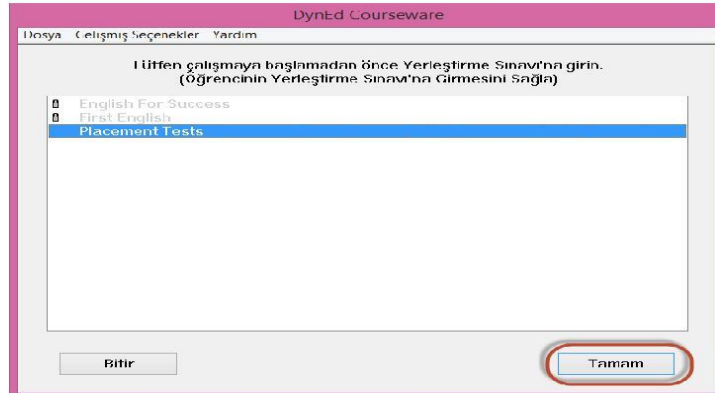 DynEd Courseware
Dosya Gelişmiş Seçenekler Yardım
Lütfen çalışmaya başlamadan önce Yerleştirme Sınavı'na girin.
(Öğrencinin Yerleştirme Sınavı'na Girmesini Sağla)
English For Success
First English
Placement Tests
Bitir Tamam